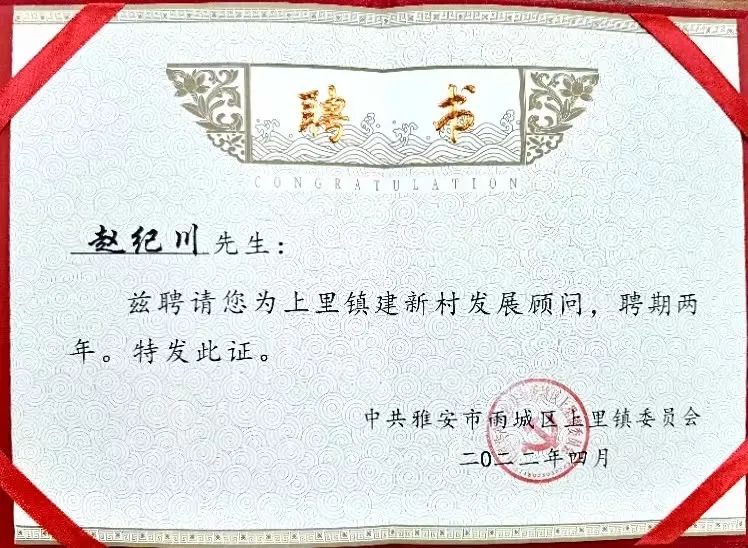 聘书
CONGRATULATION
赵纪川先生：
兹聘请您为上里镇建新村发展顾问，聘期两
年。特发此证。
中共雅安市雨城区上里镇委员会
二0二二年四月